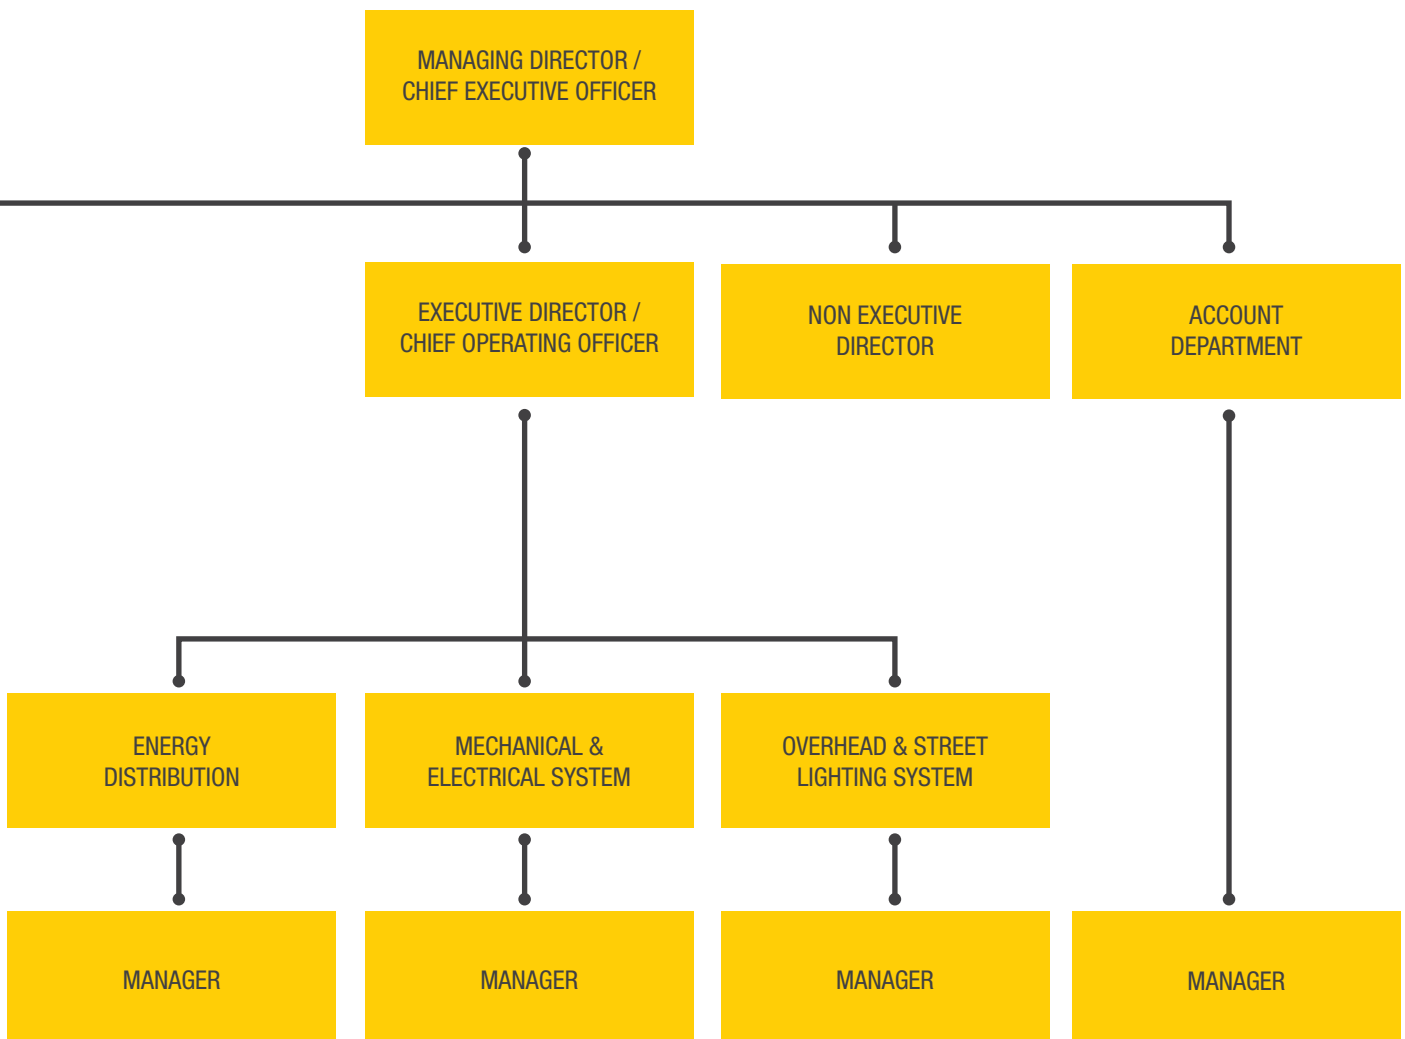 MANAGING DIRECTOR /
CHIEF EXECUTIVE OFFICER
EXECUTIVE DIRECTOR /
CHIEF OPERATING OFFICER
NON EXECUTIVE
DIRECTOR
ACCOUNT
DEPARTMENT
ENERGY
DISTRIBUTION
MECHANICAL &
ELECTRICAL SYSTEM
OVERHEAD & STREET
LIGHTING SYSTEM
MANAGER
MANAGER
MANAGER
MANAGER